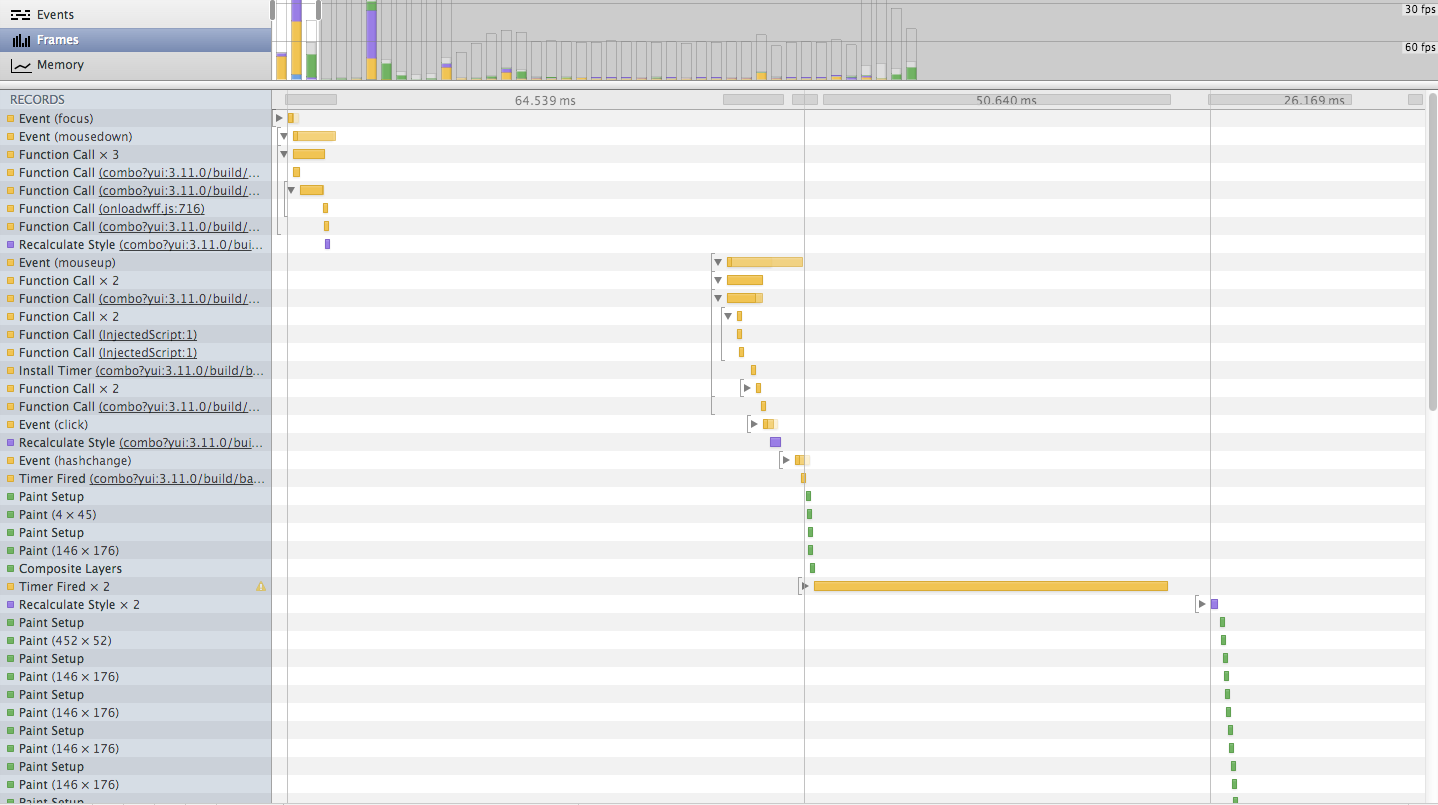 Events
Frames
Memory
30 fps
60 fps
RECORDS
64.539 ms
50.640 ms
26.169 ms
Event (focus)
Event (mousedown)
Function Call × 3
Function Call (combo?yui:3.11.0/build/...
Function Call (combo?yui:3.11.0/build/...
Function Call (onloadwff.js:716)
Function Call (combo?yui:3.11.0/build/...
Recalculate Style (combo?yui:3.11.0/bui...
Event (mouseup)
Function Call × 2
Function Call (combo?yui:3.11.0/build/...
Function Call × 2
Function Call (InjectedScript:1)
Function Call (InjectedScript:1)
Install Timer (combo?yui:3.11.0/build/b...
Function Call × 2
Function Call (combo?yui:3.11.0/build/...
Event (click)
Recalculate Style (combo?yui:3.11.0/bui...
Event (hashchange)
Timer Fired (combo?yui:3.11.0/build/ba...
Paint Setup
Paint (4 × 45)
Paint Setup
Paint (146 × 176)
Composite Layers
Timer Fired × 2
Recalculate Style × 2
Paint Setup
Paint (452 × 52)
Paint Setup
Paint (146 × 176)
Paint Setup
Paint (146 × 176)
Paint Setup
Paint (146 × 176)
Paint Setup
Paint (146 × 176)
Paint Setup